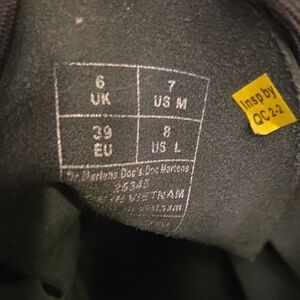 6 7
UK US M
39 8
EU US L
Dr.Martens.Doc's.Doc Martens
25345
VIETNAM
Insp by
QC 2-2